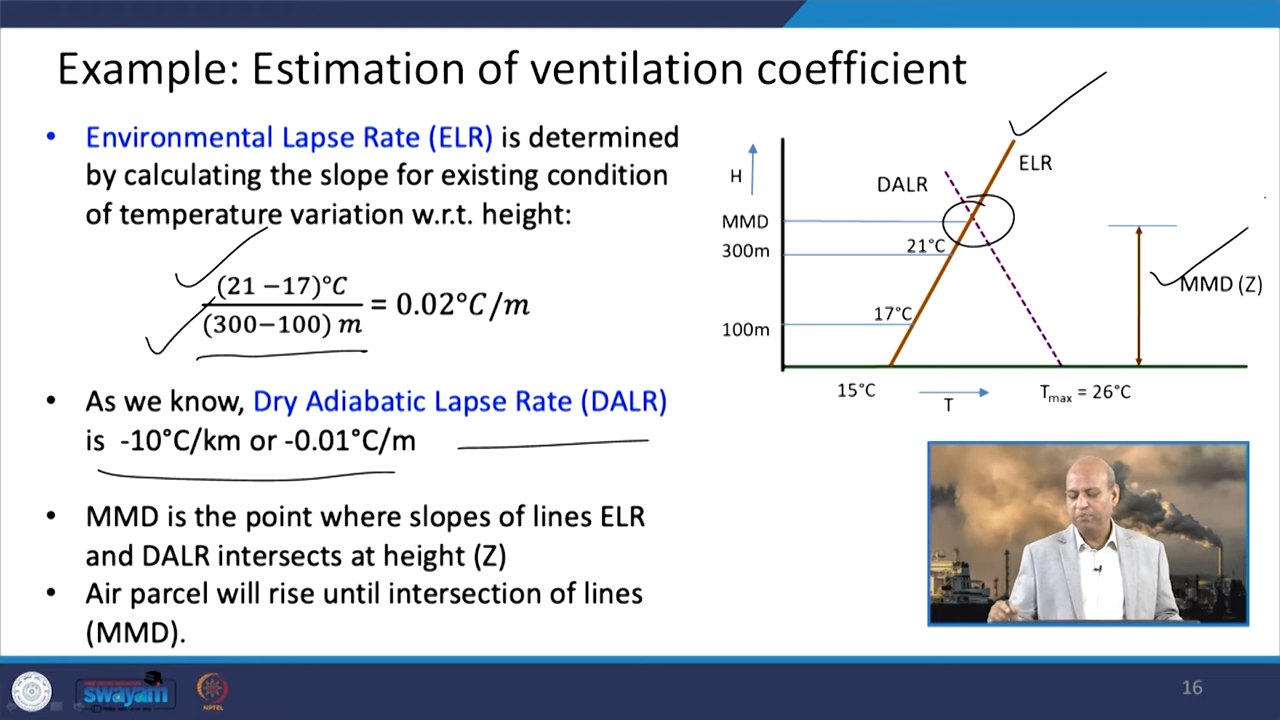 Example: Estimation of ventilation coefficient
• Environmental Lapse Rate (ELR) is determined
by calculating the slope for existing condition
of temperature variation w.r.t. height:
(21 −17)°C
(300−100) m
= 0.02°C/m
• As we know, Dry Adiabatic Lapse Rate (DALR)
is -10°C/km or -0.01°C/m
• MMD is the point where slopes of lines ELR
and DALR intersects at height (Z)
• Air parcel will rise until intersection of lines
(MMD).
H
DALR
ELR
MMD
300m
21°C
MMD (Z)
17°C
100m
15°C
T
Tmax = 26°C
swayam
NPTEL
16